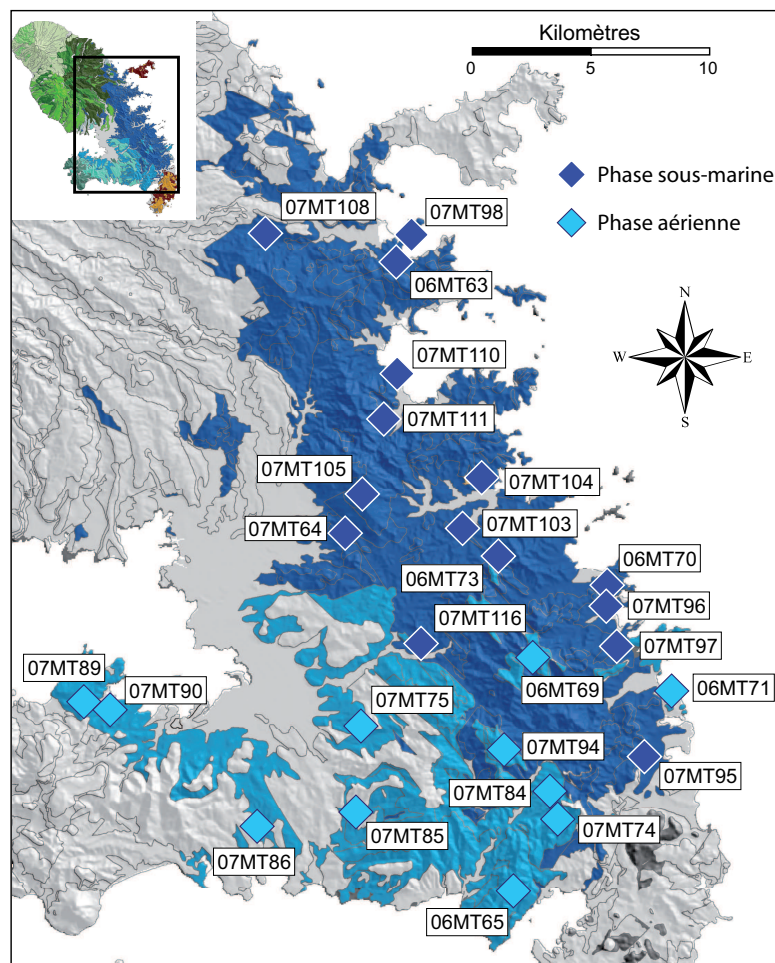 Kilomètres
0 5 10
Phase sous-marine
Phase aérienne
07MT108
07MT98
06MT63
N
W E
S
07MT110
07MT111
07MT105
07MT104
07MT64
07MT103
06MT73
06MT70
07MT96
07MT116
07MT97
07MT89
07MT90
06MT69
06MT71
07MT75
07MT94
07MT95
07MT84
07MT74
07MT85
07MT86
06MT65